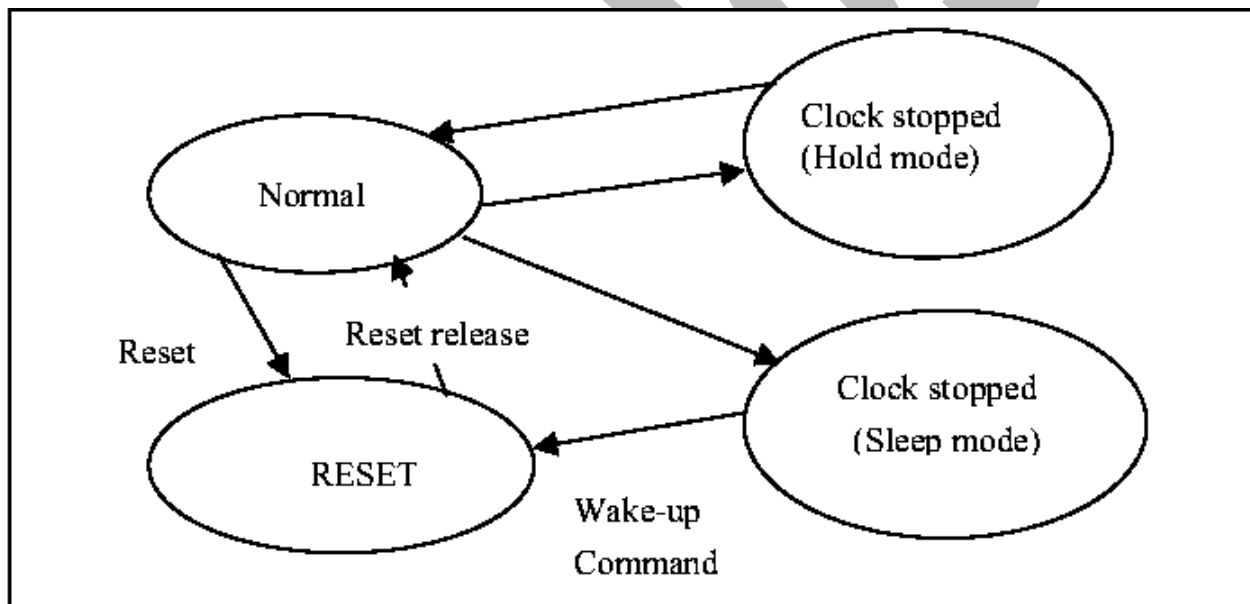 Clock stopped
(Hold mode)
Normal
Reset release
Reset
Clock stopped
(Sleep mode)
RESET
Wake-up
Command